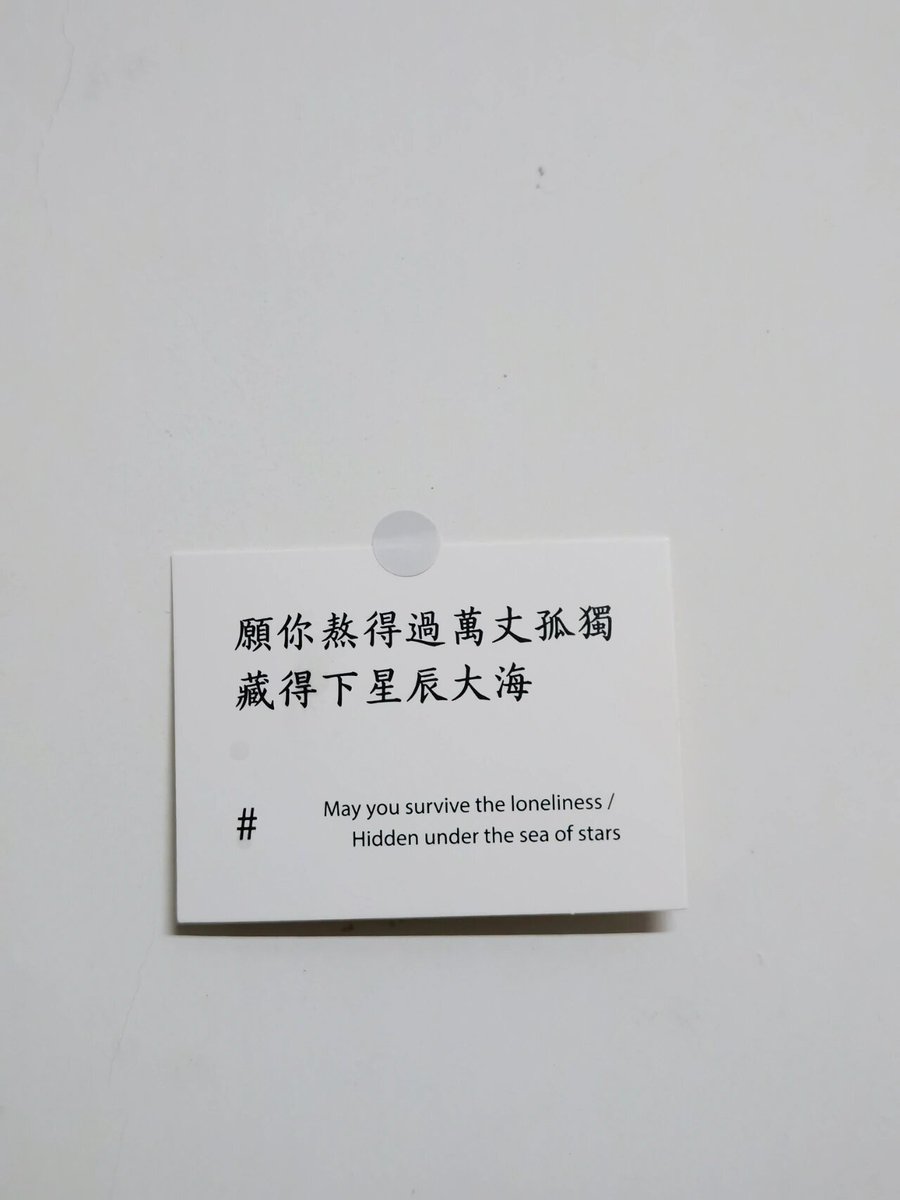 願你熬得過萬丈孤獨
藏得下星辰大海
# May you survive the loneliness /
Hidden under the sea of stars